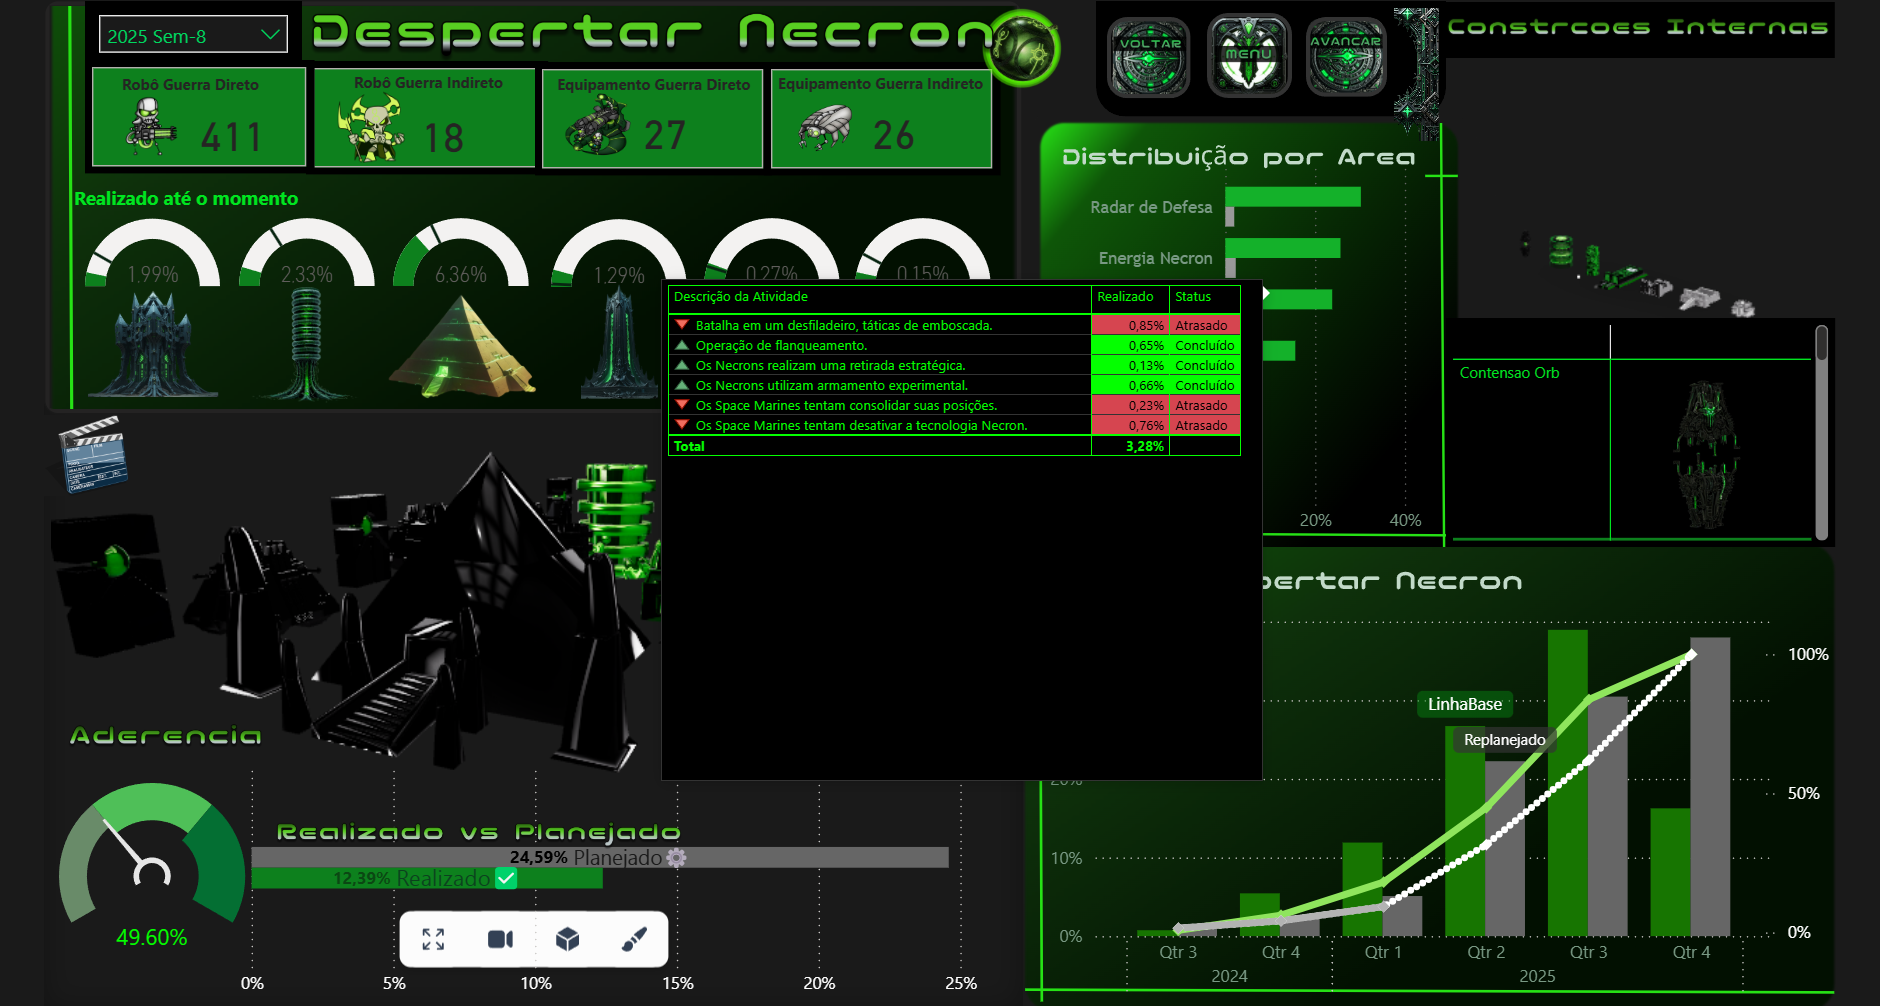 2025 Sem-8
Despertar Necron
VOLTAR
MENU
AVANCAR
Constrcoes Internas
Robô Guerra Direto
411
Robô Guerra Indireto
18
Equipamento Guerra Direto
27
Equipamento Guerra Indireto
26
Realizado até o momento
1.99%
2.33%
6.36%
1.29%
0.27%
0.15%
Distribuição por Area
Radar de Defesa
Energia Necron
20%
40%
Contensao Orb
Descrição da Atividade Realizado Status
Batalha em um desfiladeiro, táticas de emboscada. 0,85% Atrasado
Operação de flanqueamento. 0,65% Concluído
Os Necrons realizam uma retirada estratégica. 0,13% Concluído
Os Necrons utilizam armamento experimental. 0,66% Concluído
Os Space Marines tentam consolidar suas posições. 0,23% Atrasado
Os Space Marines tentam desativar a tecnologia Necron. 0,76% Atrasado
Total 3,28%
Aderencia
49.60%
Realizado vs Planejado
24,59% Planejado
12,39% Realizado
0%
5%
10%
15%
20%
25%
pertar Necron
LinhaBase
Replanejado
20%
10%
0%
100%
50%
0%
Qtr 3
Qtr 4
Qtr 1
Qtr 2
Qtr 3
Qtr 4
2024
2025